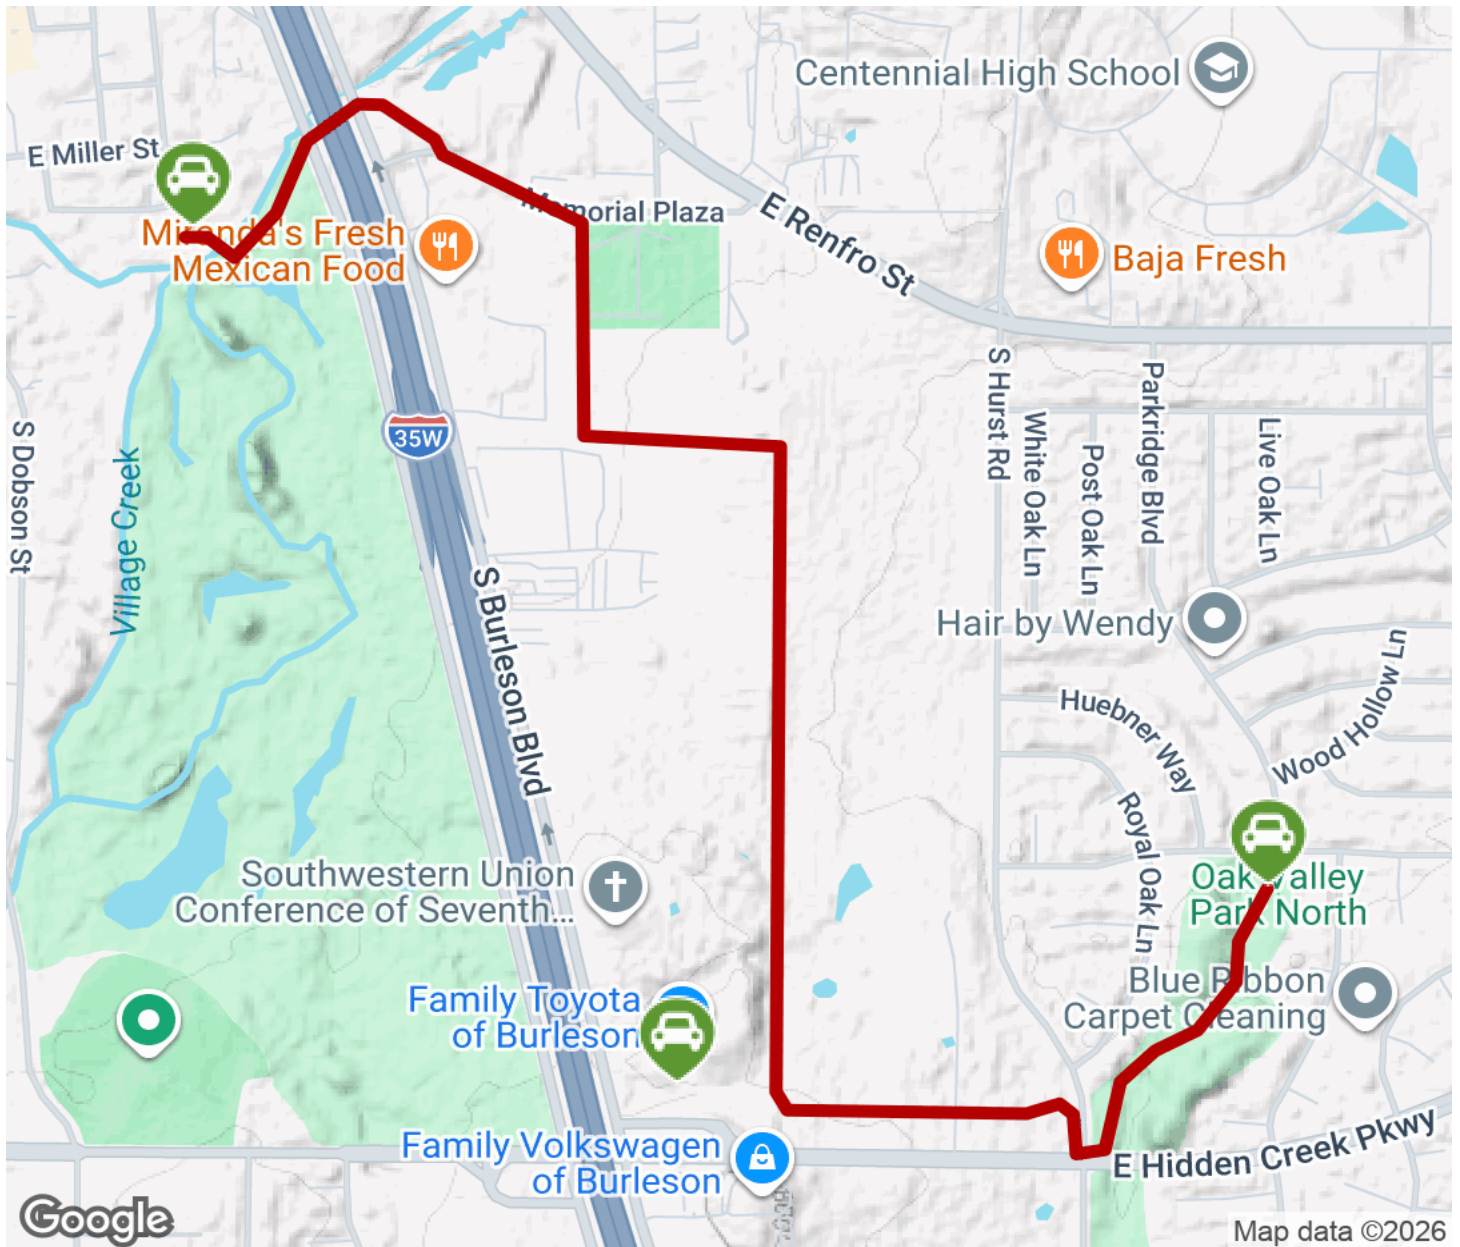 Centennial High School
E Miller St
Memorial Plaza
E Renfro St
Miranda's Fresh
Mexican Food
Baja Fresh
S Hurst Rd
White Oak Ln
Post Oak Ln
Parkridge Blvd
Live Oak Ln
35W
S Dobson St
Village Creek
S Burleson Blvd
Hair by Wendy
Wood Hollow Ln
Huebner Way
Royal Oak Ln
Southwestern Union
Conference of Seventh...
Oak Valley
Park North
Blue Ribbon
Carpet Cleaning
Family Toyota
of Burleson
Family Volkswagen
of Burleson
E Hidden Creek Pkwy
Google
Map data ©2026